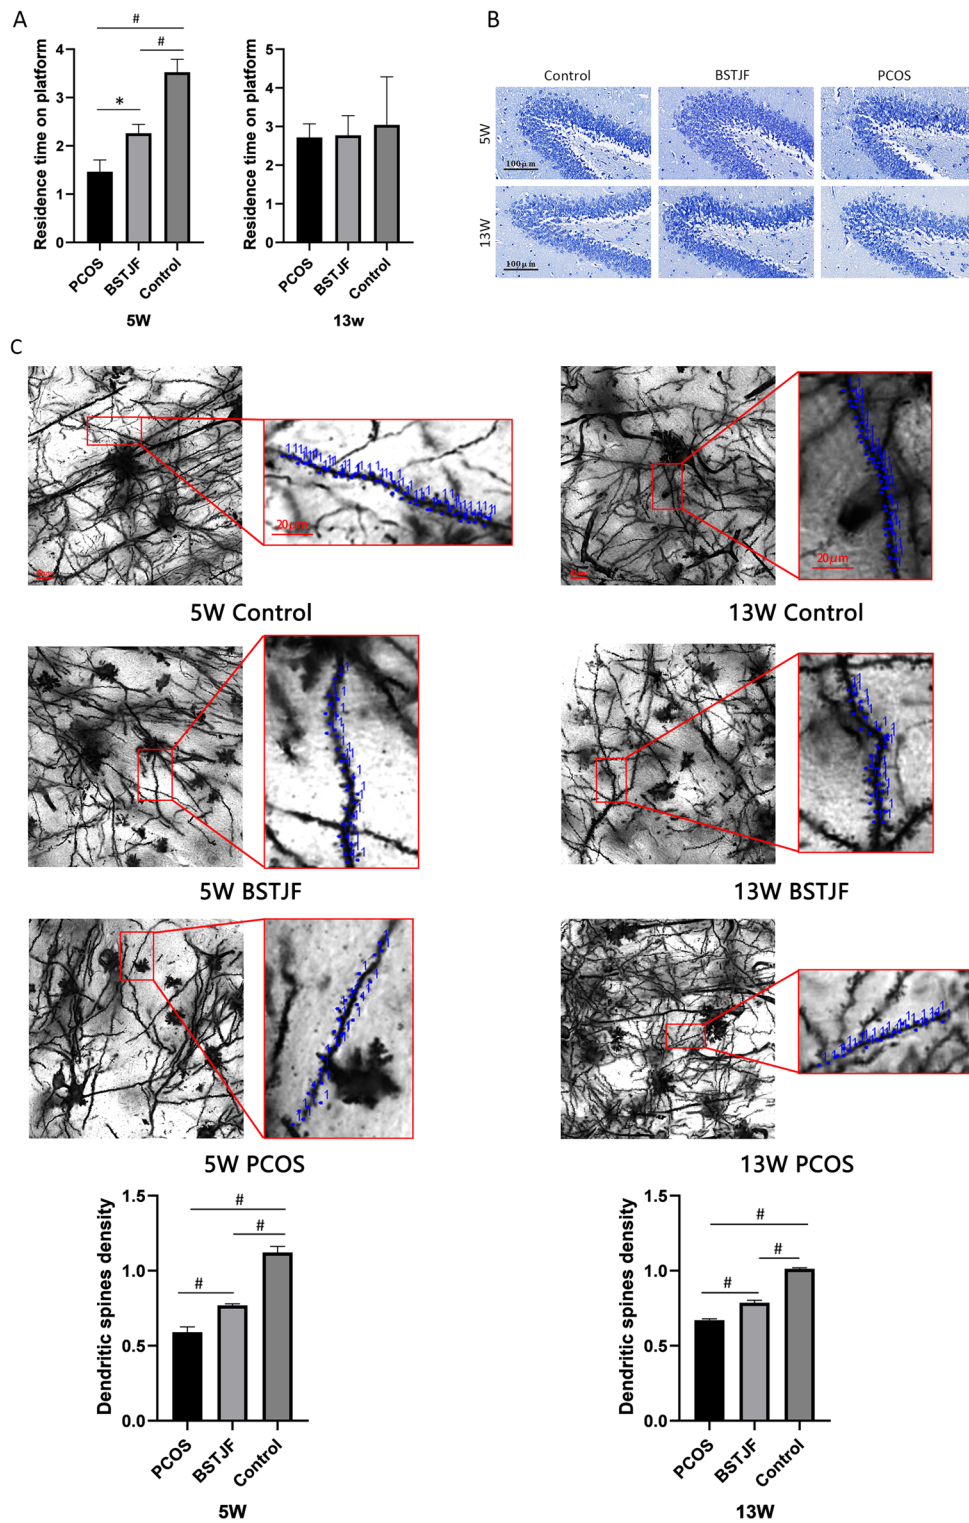 A
Residence time on platform
4
3
2
1
0
#
#
*
PCOS
BSTJF
Control
5W
Residence time on platform
5
4
3
2
1
0
PCOS
BSTJF
Control
13w
B
Control
BSTJF
PCOS
5W
100μm
13W
100μm
C
20μm
5W Control
20μm
13W Control
5W BSTJF
13W BSTJF
5W PCOS
13W PCOS
Dendritic spines density
1.5
1.0
0.5
0.0
#
#
#
PCOS
BSTJF
Control
5W
Dendritic spines density
1.5
1.0
0.5
0.0
#
#
#
PCOS
BSTJF
Control
13W